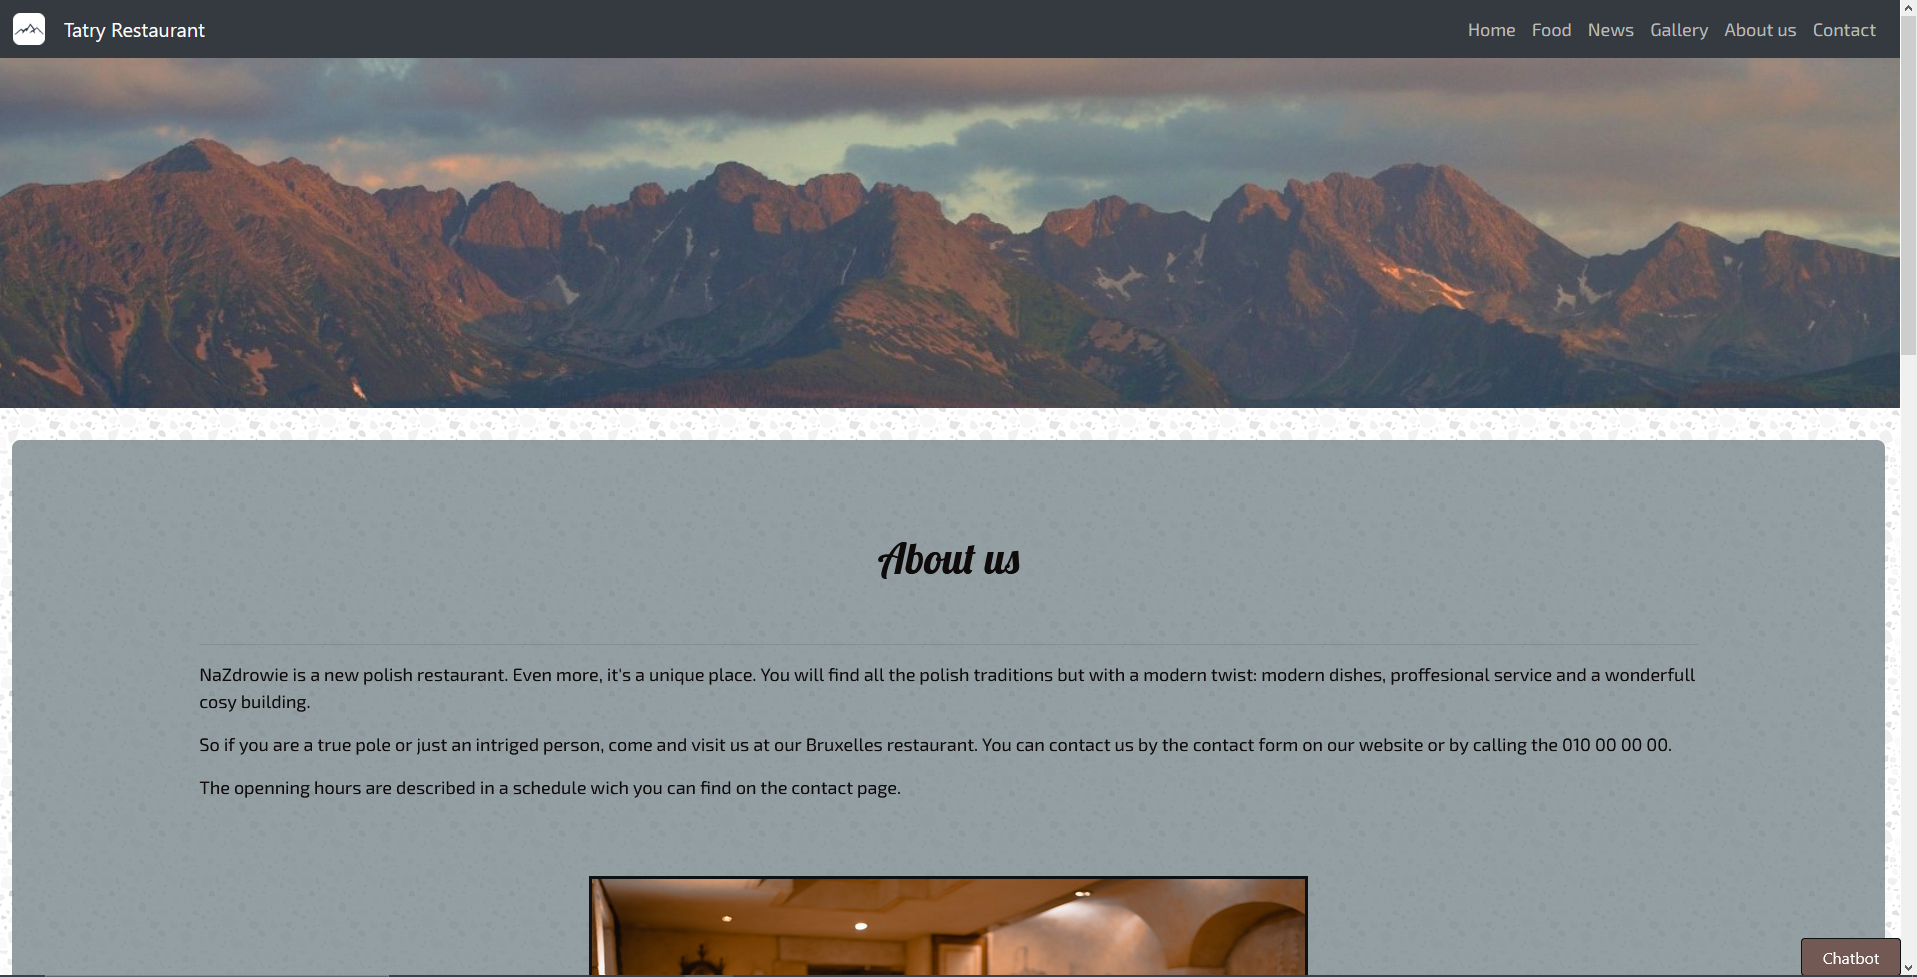 Tatry Restaurant
Home Food News Gallery About us Contact
About us
NaZdrowie is a new polish restaurant. Even more, it's a unique place. You will find all the polish traditions but with a modern twist: modern dishes, proffesional service and a wonderfull
cosy building.
So if you are a true pole or just an intriged person, come and visit us at our Bruxelles restaurant. You can contact us by the contact form on our website or by calling the 010 00 00 00.
The openning hours are described in a schedule wich you can find on the contact page.
Chatbot